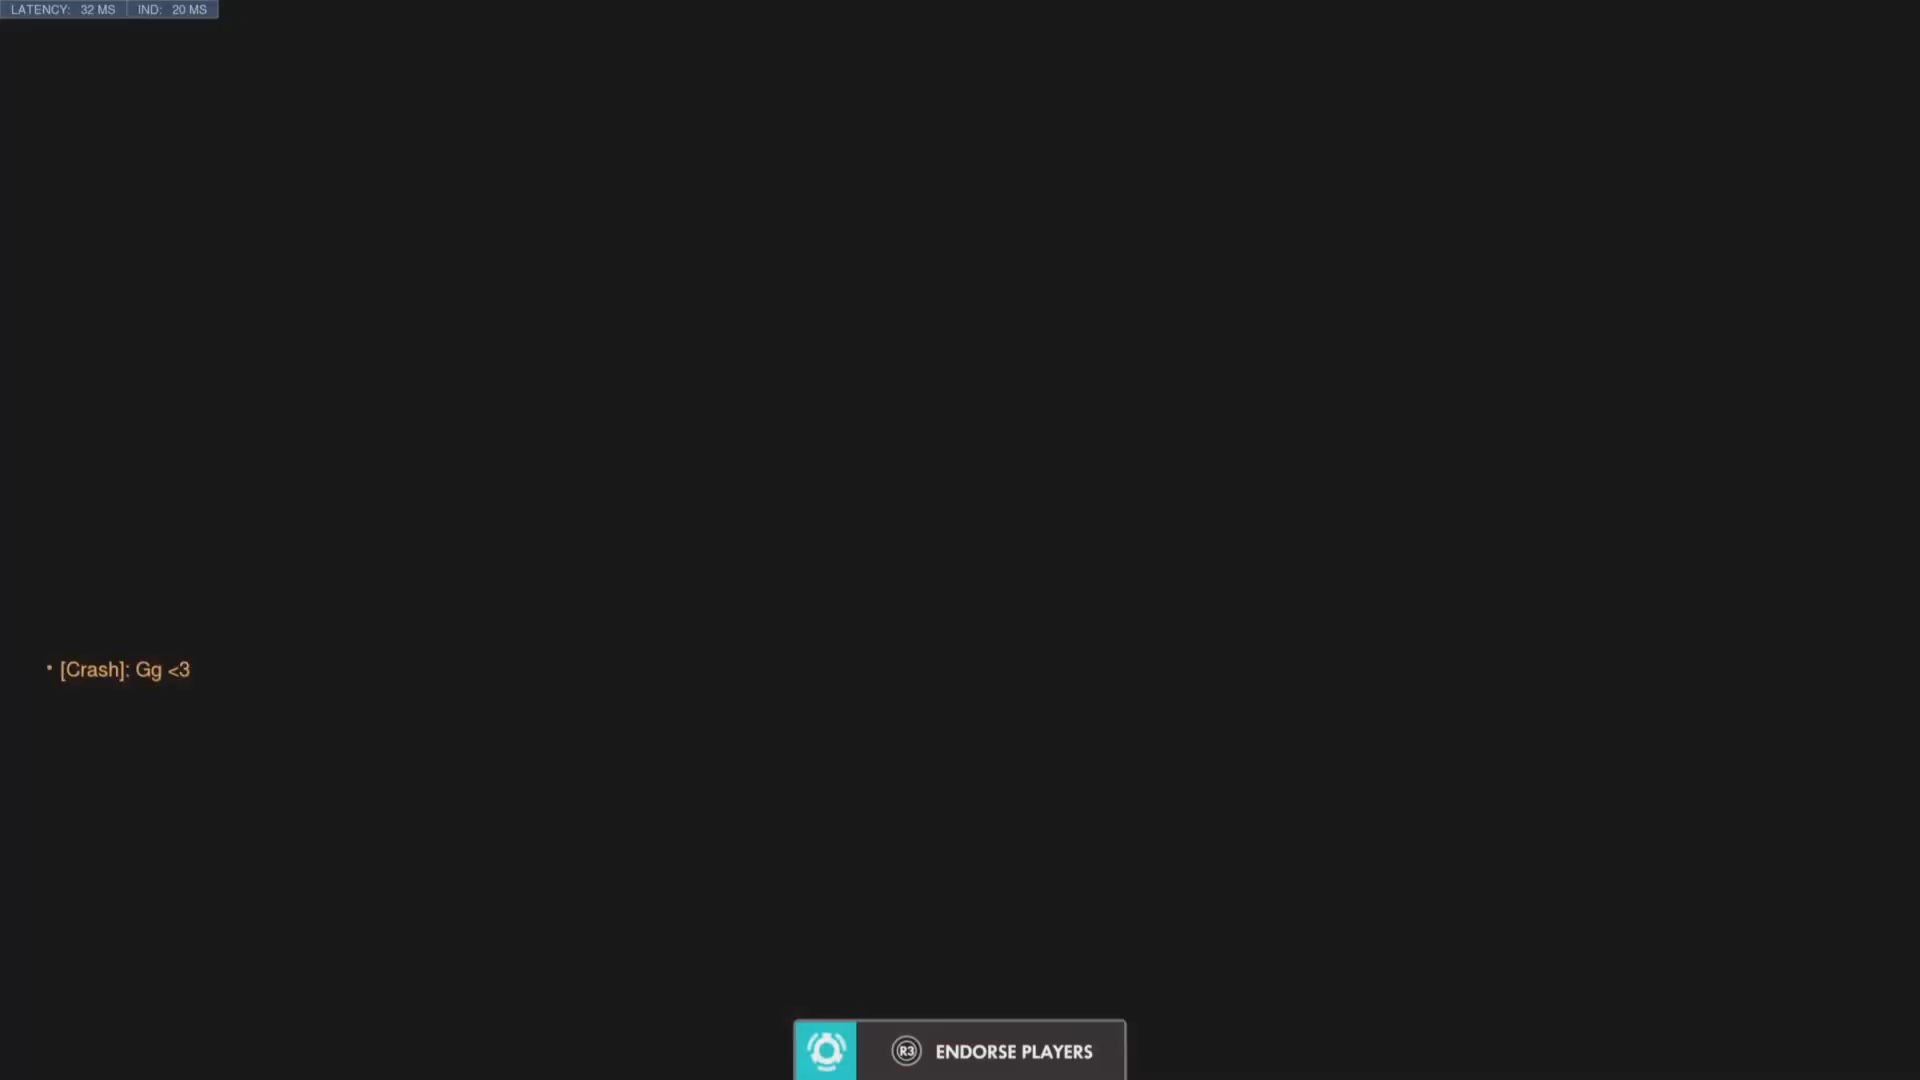 LATENCY: 32 MS IND: 20 MS
• [Crash]: Gg <3
R3 ENDORSE PLAYERS